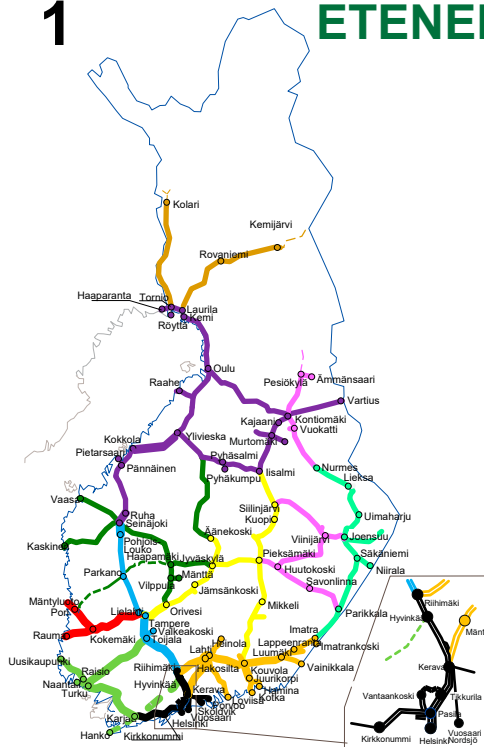 1
ETENE
Kolari
Kemijärvi
Rovaniemi
Haaparanta
Tornio
Laurila
Kemi
Röyttä
Oulu
Raahe
Pesiökylä
Ämmänsaari
Vartius
Kajaani
Kontiomäki
Vuokatti
Kokkola
Ylivieska
Murtomäki
Pietarsaari
Pännäinen
Pyhäsalmi
Pyhäkumpu
Iisalmi
Nurmes
Lieksa
Vaasa
Ruha
Seinäjoki
Siilinjärvi
Kuopio
Uimaharju
Kaskinen
Pohjois-
Louko
Äänekoski
Viinijärvi
Joensuu
Haapamäki
Jyväskylä
Pieksämäki
Säkäniemi
Niirala
Parkano
Mänttä
Huutokoski
Vilppula
Jämsänkoski
Savonlinna
Mäntyluoto
Pori
Lielahti
Orivesi
Mikkeli
Parikkala
Tampere
Valkeakoski
Rauma
Kokemäki
Toijala
Heinola
Imatra
Lappeenranta
Imatrankoski
Uusikaupunki
Lahti
Luumäki
Raisio
Riihimäki
Hakosilta
Kouvola
Vainikkala
Naantali
Turku
Hyvinkää
Juurikorpi
Kerava
Hamina
Kotka
Loviisa
Porvoo
Sköldvik
Vuosaari
Karjaa
Helsinki
Hanko
Kirkkonummi
Riihimäki
Hyvinkää
Mänt
Kerava
Vantaankoski
Tikkurila
Pasila
Kirkkonummi
Helsinki
Vuosaari
Nordsjö